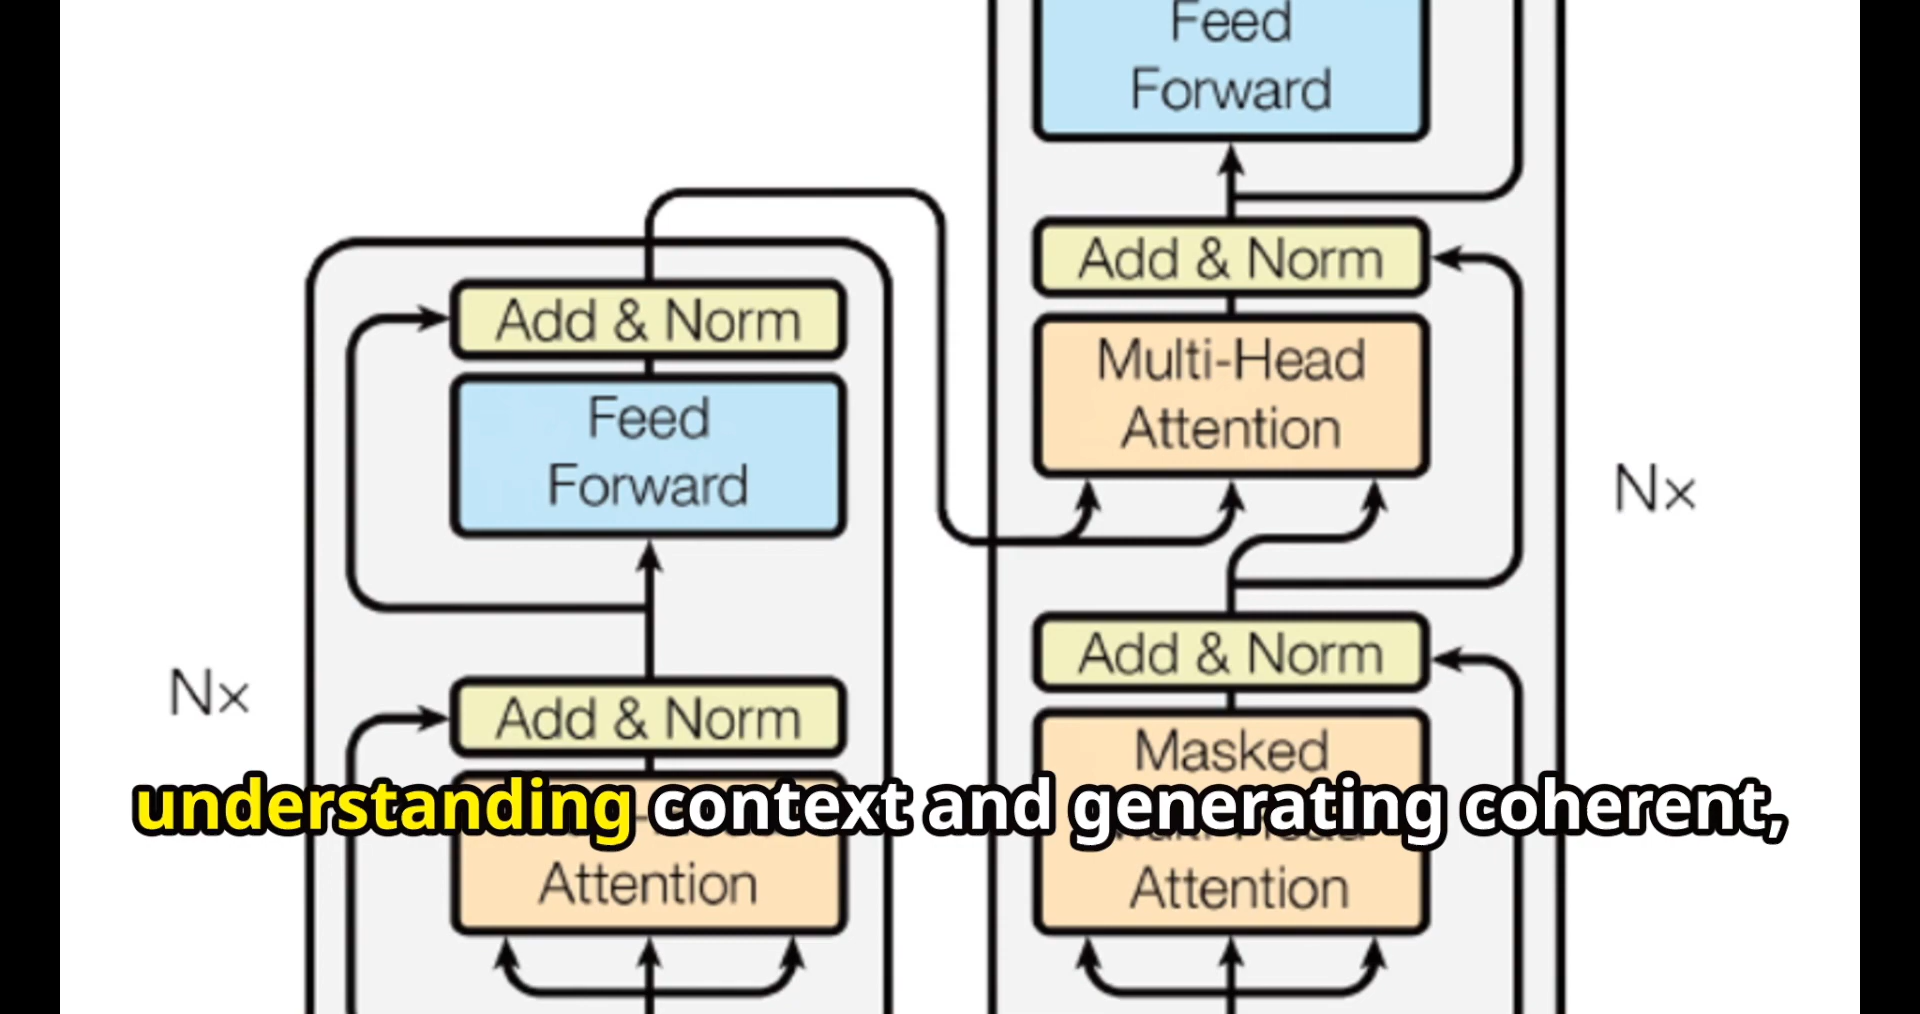 Feed
Forward
Add & Norm
Multi-Head
Attention
Nx
Add & Norm
Masked
Attention
Add & Norm
Feed
Forward
Nx
Add & Norm
Attention
understanding context and generating coherent,